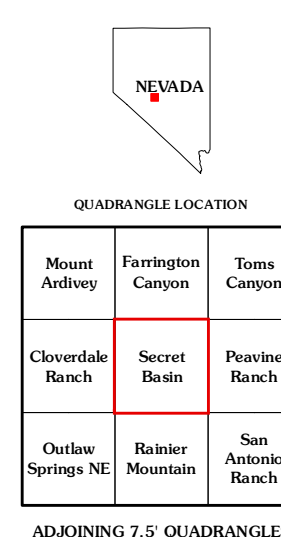 NEVADA
QUADRANGLE LOCATION
Mount Ardivey
Farrington Canyon
Toms Canyon
Cloverdale Ranch
Secret Basin
Peavine Ranch
Outlaw Springs NE
Rainier Mountain
San Antonio Ranch
ADJOINING 7.5' QUADRANGLE